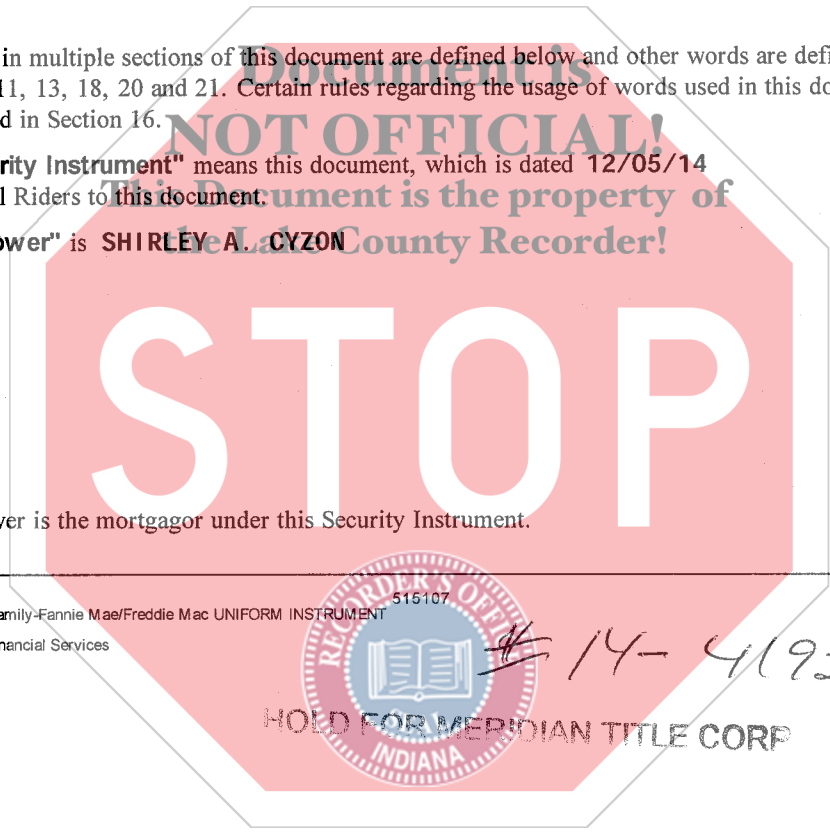 Document is
in multiple sections of this document are defined below and other words are defi
11, 13, 18, 20 and 21. Certain rules regarding the usage of words used in this do
d in Section 16.
NOT OFFICIAL!
rity Instrument" means this document, which is dated 12/05/14
This Document is the property of
l Riders to this document.
the Lake County Recorder!
ower" is SHIRLEY A. CYZON
STOP
er is the mortgagor under this Security Instrument.
515107
amily-Fannie Mae/Freddie Mac UNIFORM INSTRUMENT
nancial Services
# 14- 419
RECORDER'S OFFICE
SEAL
INDIANA
HOLD FOR MERIDIAN TITLE CORP